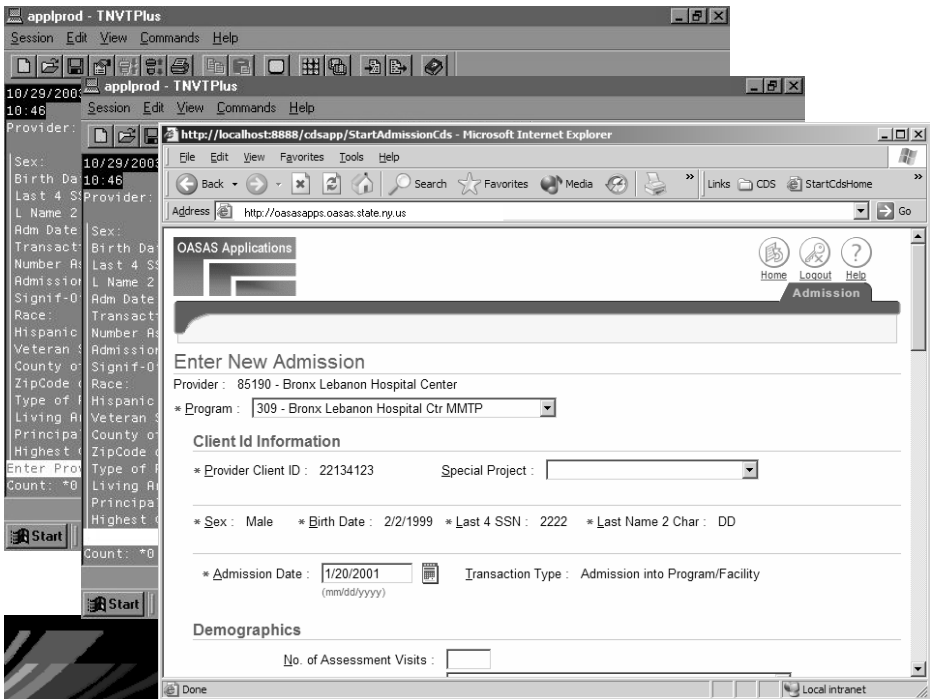 applprod - TNVTPlus
Session Edit View Commands Help
10/29/2003
10:46
Provider:
Sex:
Birth Da
Last 4 S
L Name 2
Adm Date
Transact
Number As
Admission
Signif-O
Race:
Hispanic
Veteran S
County o
ZipCode
Type of
Living Ar
Principa
Highest
Enter Prov
Count: *0
Start
applprod - TNVTPlus
Session Edit View Commands Help
10/29/2003
10:46
Provider:
Sex:
Birth Da
Last 4 SS
L Name 2
Adm Date
Transact
Number As
Admission
Signif-O
Race:
Hispanic
Veteran S
County o
ZipCode
Type of
Living Ar
Principa
Highest
Count: *0
Start
http://localhost:8888/cdsapp/StartAdmissionCds - Microsoft Internet Explorer
File Edit View Favorites Tools Help
Back Search Favorites Media » Links CDS StartCdsHome »
Address http://oasasapps.oasas.state.ny.us Go
OASAS Applications
Home Logout Help
Admission
Enter New Admission
Provider : 85190 - Bronx Lebanon Hospital Center
* Program : 309 - Bronx Lebanon Hospital Ctr MMTP
Client Id Information
* Provider Client ID : 22134123 Special Project :
* Sex : Male * Birth Date : 2/2/1999 * Last 4 SSN : 2222 * Last Name 2 Char : DD
* Admission Date : 1/20/2001 Transaction Type : Admission into Program/Facility
(mm/dd/yyyy)
Demographics
No. of Assessment Visits :
Done Local intranet